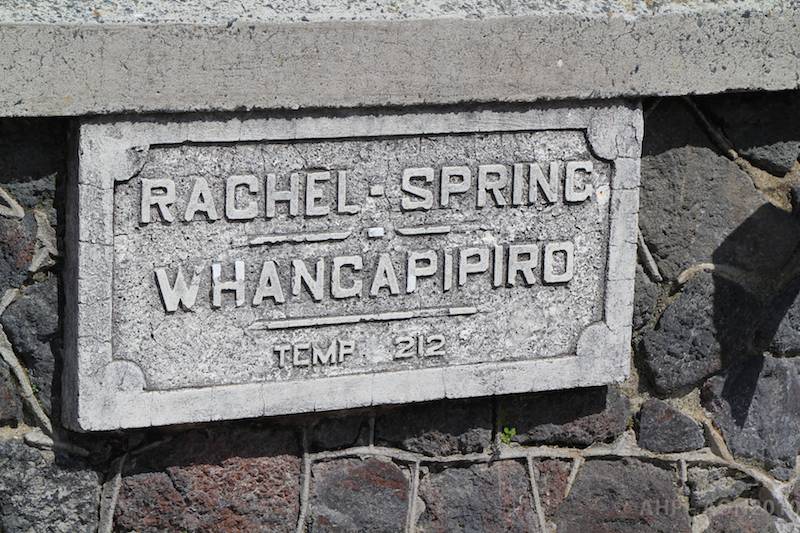 RACHEL-SPRING
WHANGAPIPIRO
TEMP 212